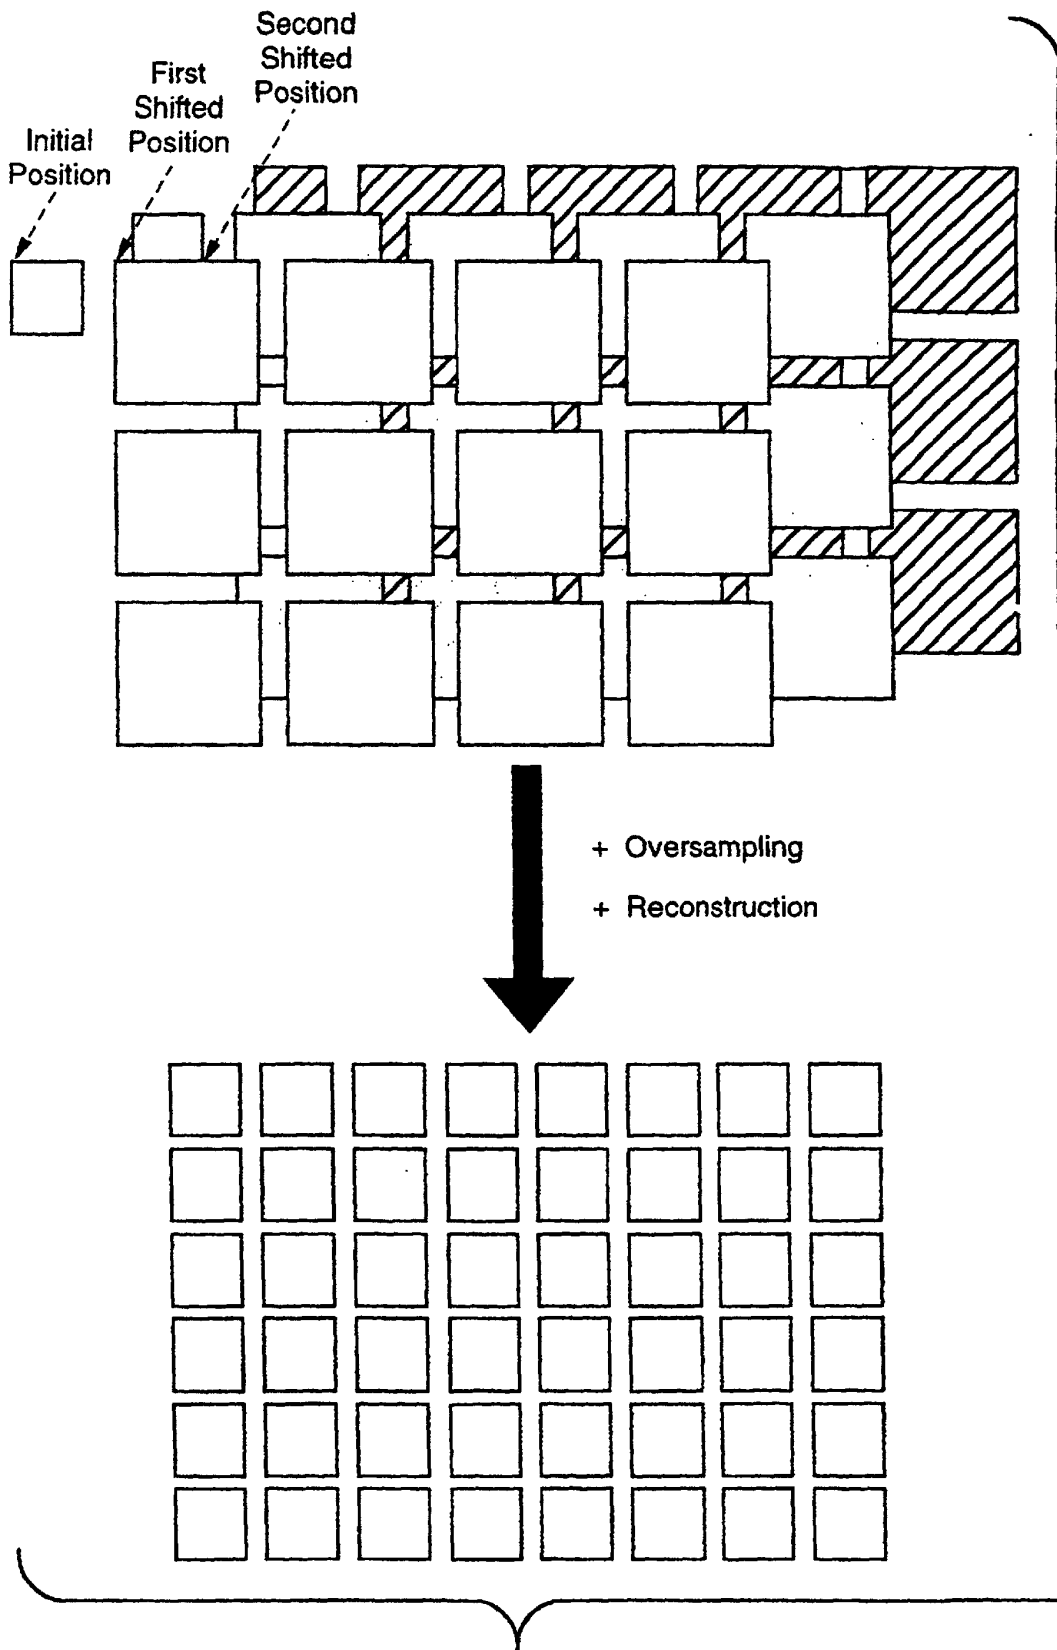 Initial
Position
First
Shifted
Position
Second
Shifted
Position
+ Oversampling
+ Reconstruction